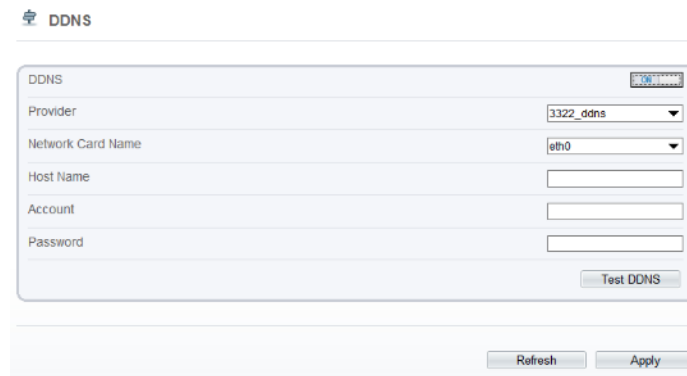 DDNS
DDNS ON
Provider 3322_ddns
Network Card Name eth0
Host Name
Account
Password
Test DDNS
Refresh Apply